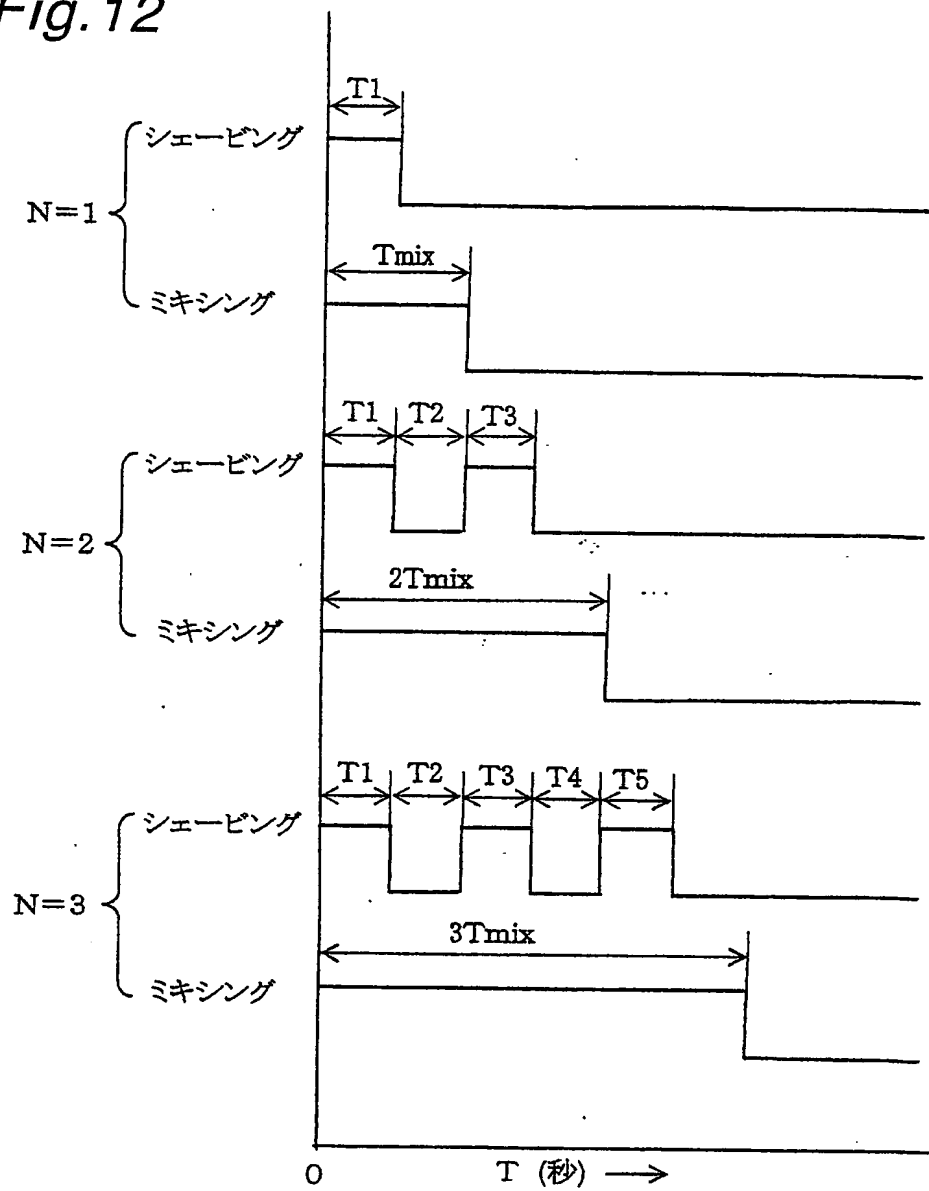 Fig.12
T1
シェービング
N=1
Tmix
ミキシング
T1 T2 T3
シェービング
N=2
2Tmix
ミキシング
T1 T2 T3 T4 T5
シェービング
N=3
3Tmix
ミキシング
0 T (秒)